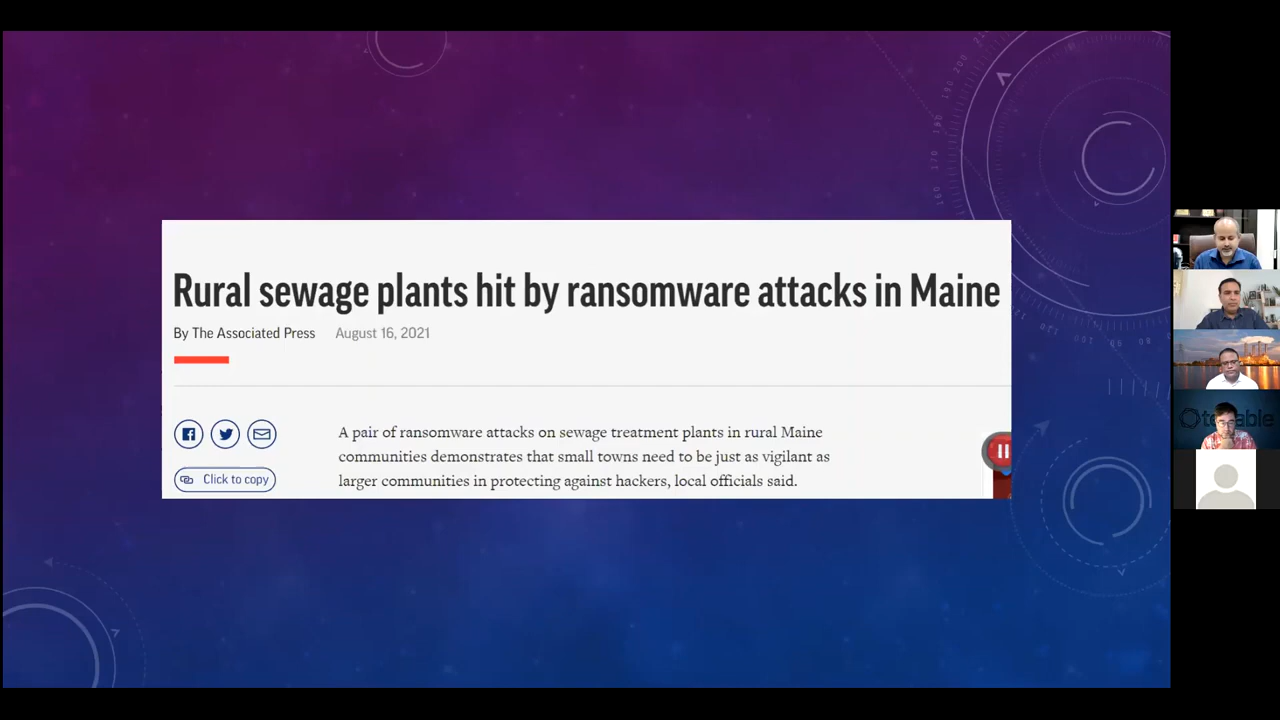 Rural sewage plants hit by ransomware attacks in Maine
By The Associated Press August 16, 2021
A pair of ransomware attacks on sewage treatment plants in rural Maine
communities demonstrates that small towns need to be just as vigilant as
Click to copy
larger communities in protecting against hackers, local officials said.